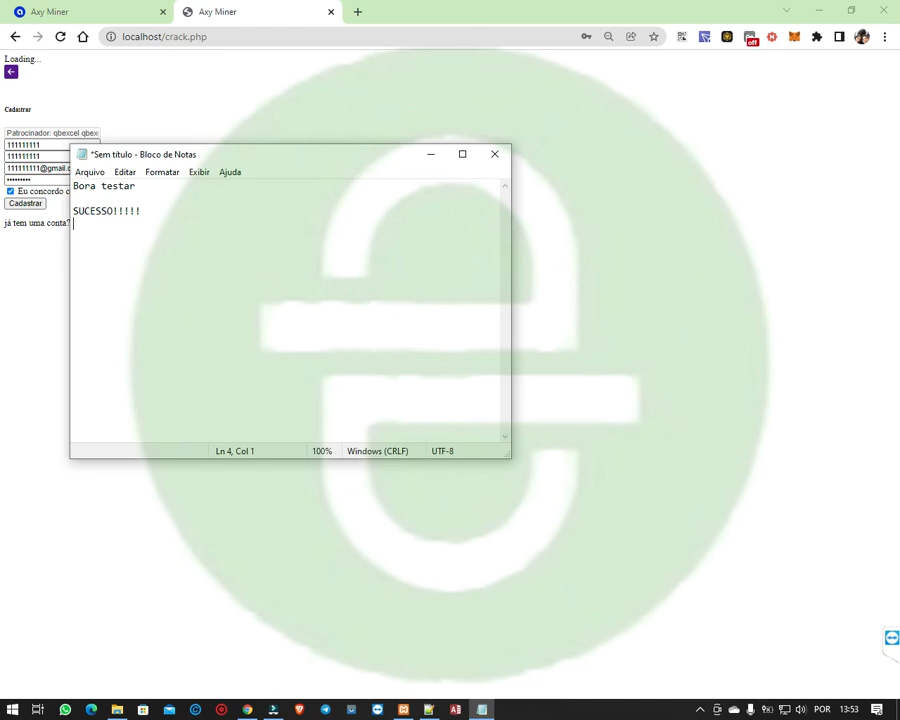 Axy Miner
Axy Miner
localhost/crack.php
off
Loading...
Cadastrar
Patrocinador: qbexcel qbex
111111111
111111111
111111111@gmail.c
Eu concordo c
Cadastrar
já tem uma conta?
*Sem título - Bloco de Notas
Arquivo Editar Formatar Exibir Ajuda
Bora testar
SUCESSO!!!!!
Ln 4, Col 1 100% Windows (CRLF) UTF-8
POR 13:53